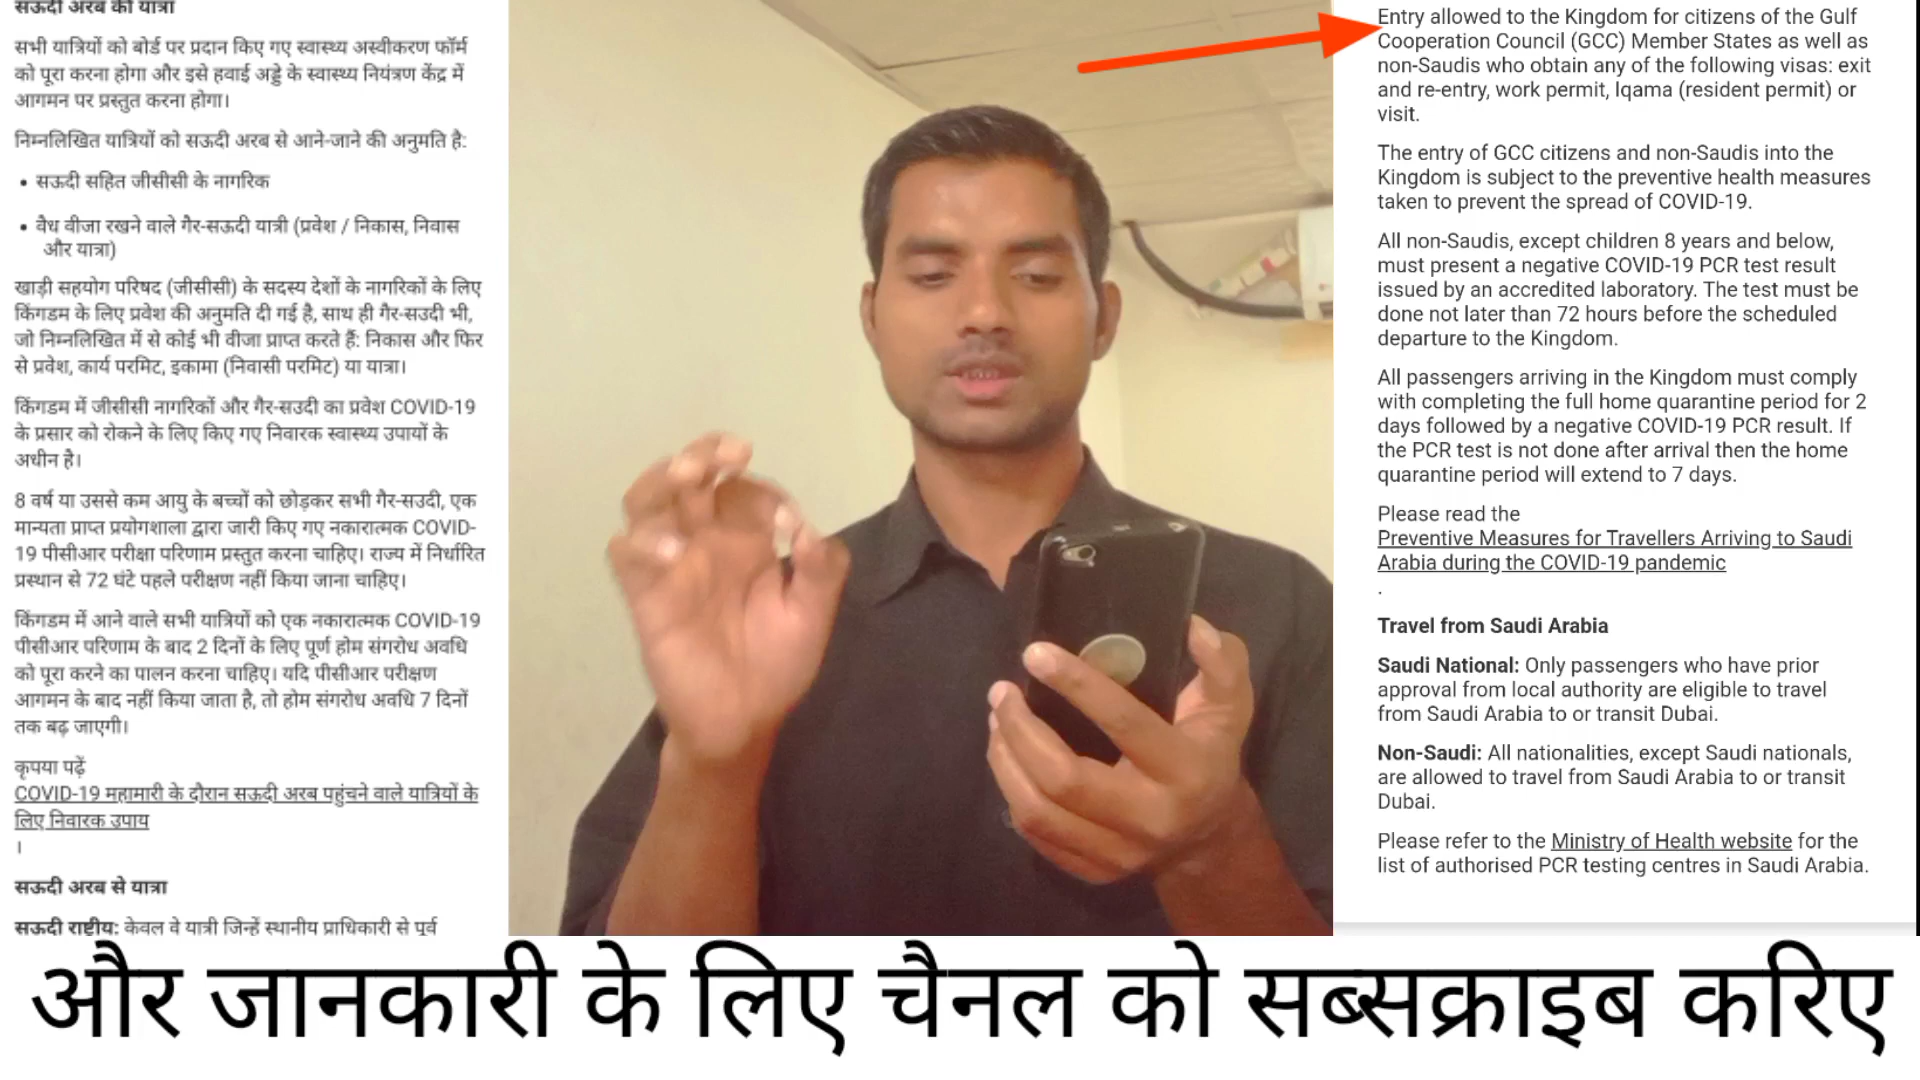 सऊदी अरब की यात्रा
सभी यात्रियों को बोर्ड पर प्रदान किए गए स्वास्थ्य अस्वीकरण फॉर्म
को पूरा करना होगा और इसे हवाई अड्डे के स्वास्थ्य नियंत्रण केंद्र में
आगमन पर प्रस्तुत करना होगा।
निम्नलिखित यात्रियों को सऊदी अरब से आने-जाने की अनुमति है:
• सऊदी सहित जीसीसी के नागरिक
• वैध वीजा रखने वाले गैर-सऊदी यात्री (प्रवेश / निकास, निवास
और यात्रा)
खाड़ी सहयोग परिषद (जीसीसी) के सदस्य देशों के नागरिकों के लिए
किंगडम के लिए प्रवेश की अनुमति दी गई है, साथ ही गैर-सउदी भी,
जो निम्नलिखित में से कोई भी वीजा प्राप्त करते हैं: निकास और फिर
से प्रवेश, कार्य परमिट, इकामा (निवासी परमिट) या यात्रा।
किंगडम में जीसीसी नागरिकों और गैर-सउदी का प्रवेश COVID-19
के प्रसार को रोकने के लिए किए गए निवारक स्वास्थ्य उपायों के
अधीन है।
8 वर्ष या उससे कम आयु के बच्चों को छोड़कर सभी गैर-सउदी, एक
मान्यता प्राप्त प्रयोगशाला द्वारा जारी किए गए नकारात्मक COVID-
19 पीसीआर परीक्षा परिणाम प्रस्तुत करना चाहिए। राज्य में निर्धारित
प्रस्थान से 72 घंटे पहले परीक्षण नहीं किया जाना चाहिए।
किंगडम में आने वाले सभी यात्रियों को एक नकारात्मक COVID-19
पीसीआर परिणाम के बाद 2 दिनों के लिए पूर्ण होम संगरोध अवधि
को पूरा करने का पालन करना चाहिए। यदि पीसीआर परीक्षण
आगमन के बाद नहीं किया जाता है, तो होम संगरोध अवधि 7 दिनों
तक बढ़ जाएगी।
कृपया पढ़ें
COVID-19 महामारी के दौरान सऊदी अरब पहुंचने वाले यात्रियों के
लिए निवारक उपाय
।
सऊदी अरब से यात्रा
सऊदी राष्ट्रीय: केवल वे यात्री जिन्हें स्थानीय प्राधिकारी से पूर्व
Entry allowed to the Kingdom for citizens of the Gulf
Cooperation Council (GCC) Member States as well as
non-Saudis who obtain any of the following visas: exit
and re-entry, work permit, Iqama (resident permit) or
visit.
The entry of GCC citizens and non-Saudis into the
Kingdom is subject to the preventive health measures
taken to prevent the spread of COVID-19.
All non-Saudis, except children 8 years and below,
must present a negative COVID-19 PCR test result
issued by an accredited laboratory. The test must be
done not later than 72 hours before the scheduled
departure to the Kingdom.
All passengers arriving in the Kingdom must comply
with completing the full home quarantine period for 2
days followed by a negative COVID-19 PCR result. If
the PCR test is not done after arrival then the home
quarantine period will extend to 7 days.
Please read the
Preventive Measures for Travellers Arriving to Saudi
Arabia during the COVID-19 pandemic
.
Travel from Saudi Arabia
Saudi National: Only passengers who have prior
approval from local authority are eligible to travel
from Saudi Arabia to or transit Dubai.
Non-Saudi: All nationalities, except Saudi nationals,
are allowed to travel from Saudi Arabia to or transit
Dubai.
Please refer to the Ministry of Health website for the
list of authorised PCR testing centres in Saudi Arabia.
और जानकारी के लिए चैनल को सब्सक्राइब करिए